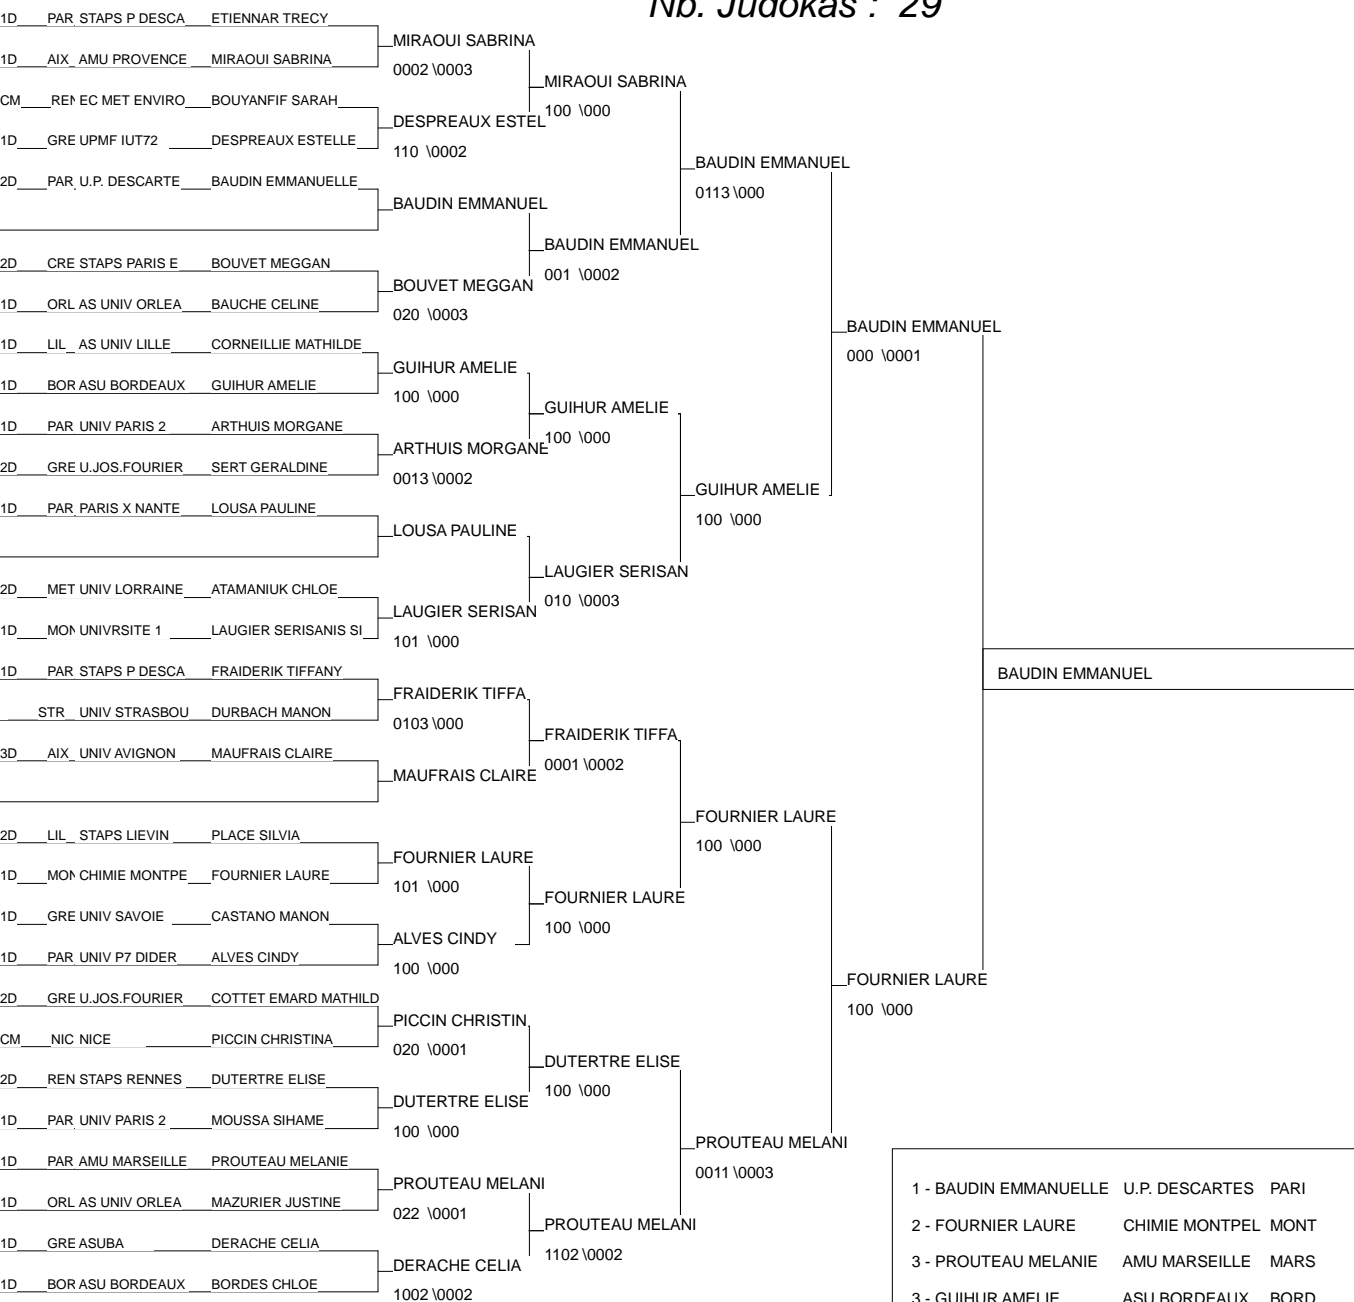 Nb. Judokas : 29
1D PAR STAPS P DESCA ETIENNAR TRECY
MIRAOUI SABRINA
1D AIX AMU PROVENCE MIRAOUI SABRINA
0002 \0003
MIRAOUI SABRINA
CM REN EC MET ENVIRO BOUYANFIF SARAH
100 \000
DESPREAUX ESTEL
1D GRE UPMF IUT72 DESPREAUX ESTELLE
110 \0002
BAUDIN EMMANUEL
2D PAR U.P. DESCARTE BAUDIN EMMANUELLE
0113 \000
BAUDIN EMMANUEL
BAUDIN EMMANUEL
2D CRE STAPS PARIS E BOUVET MEGGAN
001 \0002
BOUVET MEGGAN
1D ORL AS UNIV ORLEA BAUCHE CELINE
020 \0003
BAUDIN EMMANUEL
1D LIL AS UNIV LILLE CORNEILLIE MATHILDE
000 \0001
GUIHUR AMELIE
1D BOR ASU BORDEAUX GUIHUR AMELIE
100 \000
GUIHUR AMELIE
1D PAR UNIV PARIS 2 ARTHUIS MORGANE
100 \000
ARTHUIS MORGANE
2D GRE U.JOS.FOURIER SERT GERALDINE
0013 \0002
GUIHUR AMELIE
1D PAR PARIS X NANTE LOUSA PAULINE
100 \000
LOUSA PAULINE
LAUGIER SERISAN
2D MET UNIV LORRAINE ATAMANIUK CHLOE
010 \0003
LAUGIER SERISAN
1D MON UNIVRSITE 1 LAUGIER SERISANIS SI
101 \000
1D PAR STAPS P DESCA FRAIDERIK TIFFANY
BAUDIN EMMANUEL
FRAIDERIK TIFFA
STR UNIV STRASBOU DURBACH MANON
0103 \000
FRAIDERIK TIFFA
3D AIX UNIV AVIGNON MAUFRAIS CLAIRE
0001 \0002
MAUFRAIS CLAIRE
FOURNIER LAURE
2D LIL STAPS LIEVIN PLACE SILVIA
100 \000
FOURNIER LAURE
1D MON CHIMIE MONTPE FOURNIER LAURE
101 \000
FOURNIER LAURE
1D GRE UNIV SAVOIE CASTANO MANON
100 \000
ALVES CINDY
1D PAR UNIV P7 DIDER ALVES CINDY
100 \000
FOURNIER LAURE
2D GRE U.JOS.FOURIER COTTET EMARD MATHILD
100 \000
PICCIN CHRISTIN
CM NIC NICE PICCIN CHRISTINA
020 \0001
DUTERTRE ELISE
2D REN STAPS RENNES DUTERTRE ELISE
100 \000
DUTERTRE ELISE
1D PAR UNIV PARIS 2 MOUSSA SIHAME
100 \000
PROUTEAU MELANI
1D PAR AMU MARSEILLE PROUTEAU MELANIE
0011 \0003
PROUTEAU MELANI
1D ORL AS UNIV ORLEA MAZURIER JUSTINE
022 \0001
PROUTEAU MELANI
1D GRE ASUBA DERACHE CELIA
1102 \0002
DERACHE CELIA
1D BOR ASU BORDEAUX BORDES CHLOE
1002 \0002
1 - BAUDIN EMMANUELLE U.P. DESCARTES PARI
2 - FOURNIER LAURE CHIMIE MONTPEL MONT
3 - PROUTEAU MELANIE AMU MARSEILLE MARS
3 - GUIHUR AMELIE ASU BORDEAUX BORD